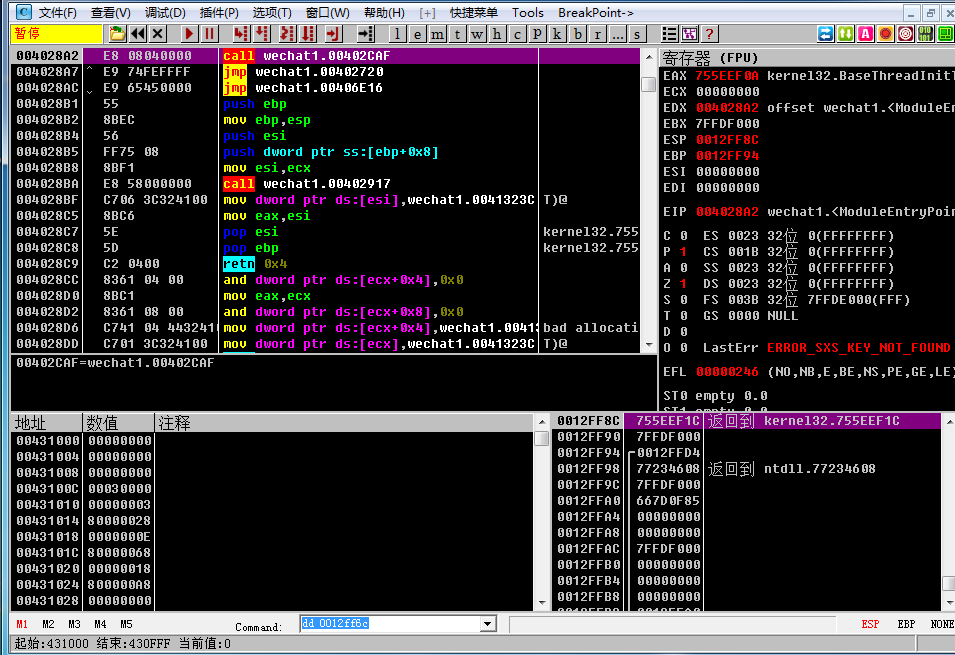 文件(F) 查看(V) 调试(D) 插件(P) 选项(T) 窗口(W) 帮助(H) [+] 快捷菜单 Tools BreakPoint->
暂停 l e m t w h c p k b r ... s ?
004028A2 E8 08040000 call wechat1.00402CAF
004028A7 ^ E9 74FEFFFF jmp wechat1.00402720
004028AC E9 65450000 jmp wechat1.00406E16
004028B1 55 push ebp
004028B2 8BEC mov ebp,esp
004028B4 56 push esi
004028B5 FF75 08 push dword ptr ss:[ebp+0x8]
004028B8 8BF1 mov esi,ecx
004028BA E8 58000000 call wechat1.00402917
004028BF C706 3C324100 mov dword ptr ds:[esi],wechat1.0041323C T)@
004028C5 8BC6 mov eax,esi
004028C7 5E pop esi kernel32.755
004028C8 5D pop ebp kernel32.755
004028C9 C2 0400 retn 0x4
004028CC 8361 04 00 and dword ptr ds:[ecx+0x4],0x0
004028D0 8BC1 mov eax,ecx
004028D2 8361 08 00 and dword ptr ds:[ecx+0x8],0x0
004028D6 C741 04 4432410 mov dword ptr ds:[ecx+0x4],wechat1.00413 bad allocati
004028DD C701 3C324100 mov dword ptr ds:[ecx],wechat1.0041323C T)@
00402CAF=wechat1.00402CAF
寄存器 (FPU)
EAX 755EEF0A kernel32.BaseThreadInitT
ECX 00000000
EDX 004028A2 offset wechat1.<ModuleEn
EBX 7FFDF000
ESP 0012FF8C
EBP 0012FF94
ESI 00000000
EDI 00000000
EIP 004028A2 wechat1.<ModuleEntryPoin
C 0 ES 0023 32位 0(FFFFFFFF)
P 1 CS 001B 32位 0(FFFFFFFF)
A 0 SS 0023 32位 0(FFFFFFFF)
Z 1 DS 0023 32位 0(FFFFFFFF)
S 0 FS 003B 32位 7FFDE000(FFF)
T 0 GS 0000 NULL
D 0
O 0 LastErr ERROR_SXS_KEY_NOT_FOUND
EFL 00000246 (NO,NB,E,BE,NS,PE,GE,LE)
ST0 empty 0.0
ST1 empty 0.0
地址 数值 注释
00431000 00000000
00431004 00000000
00431008 00000000
0043100C 00030000
00431010 00000003
00431014 80000028
00431018 0000000E
0043101C 80000068
00431020 00000018
00431024 800000A8
00431028 00000000
0012FF8C 755EEF1C 返回到 kernel32.755EEF1C
0012FF90 7FFDF000
0012FF94 0012FFD4
0012FF98 77234608 返回到 ntdll.77234608
0012FF9C 7FFDF000
0012FFA0 667D0F85
0012FFA4 00000000
0012FFA8 00000000
0012FFAC 7FFDF000
0012FFB0 00000000
0012FFB4 00000000
0012FFB8 00000000
M1 M2 M3 M4 M5 Command: dd 0012ff6c ESP EBP NONE
起始:431000 结束:430FFF 当前值:0